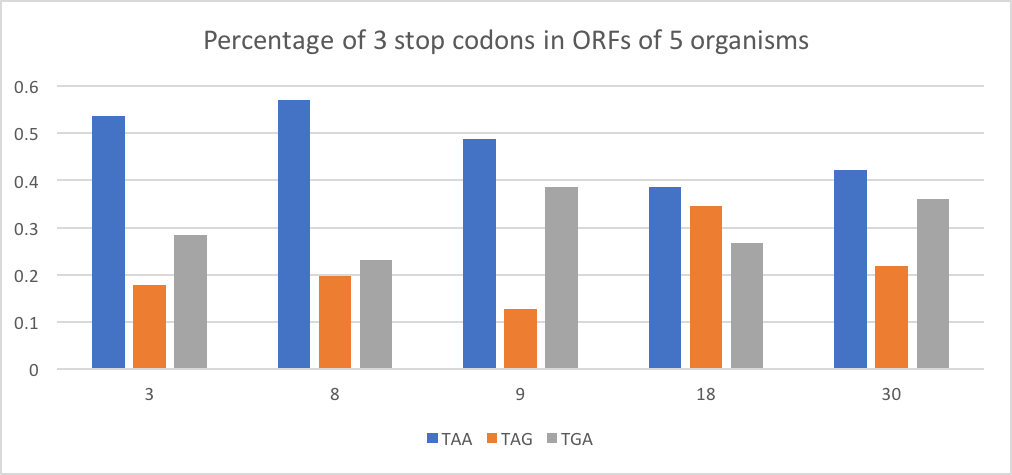 Percentage of 3 stop codons in ORFs of 5 organisms
0.6
0.5
0.4
0.3
0.2
0.1
0
3 8 9 18 30
TAA TAG TGA